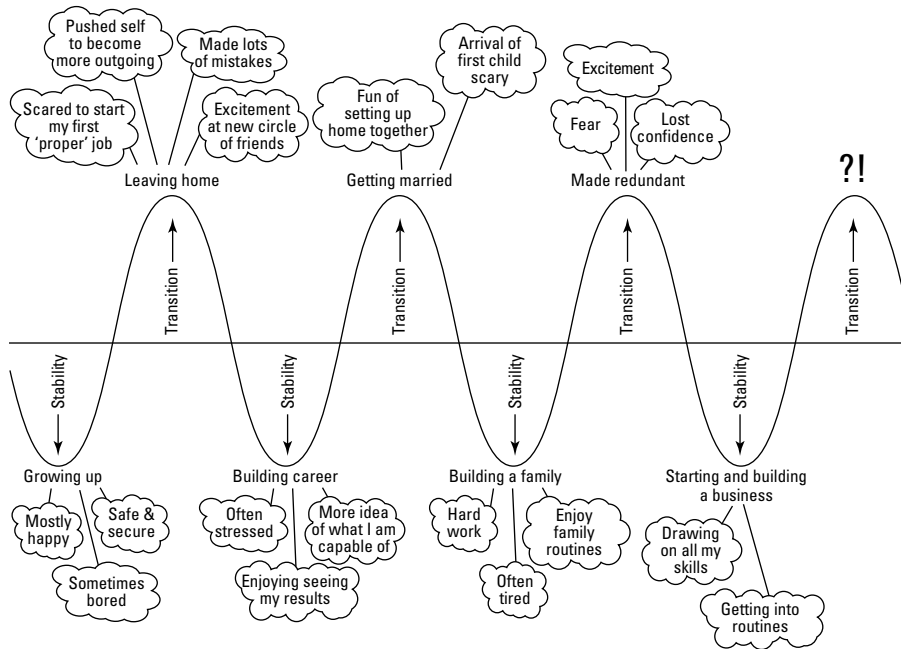 Pushed self
to become
more outgoing
Made lots
of mistakes
Scared to start
my first
‘proper’ job
Excitement
at new circle
of friends
Leaving home
Fun of
setting up
home together
Arrival of
first child
scary
Getting married
Excitement
Fear
Lost
confidence
Made redundant
?!
Transition
Transition
Transition
Transition
Stability
Stability
Stability
Stability
Growing up
Mostly
happy
Safe &
secure
Sometimes
bored
Building career
Often
stressed
More idea
of what I am
capable of
Enjoying seeing
my results
Building a family
Hard
work
Enjoy
family
routines
Often
tired
Starting and building
a business
Drawing
on all my
skills
Getting into
routines